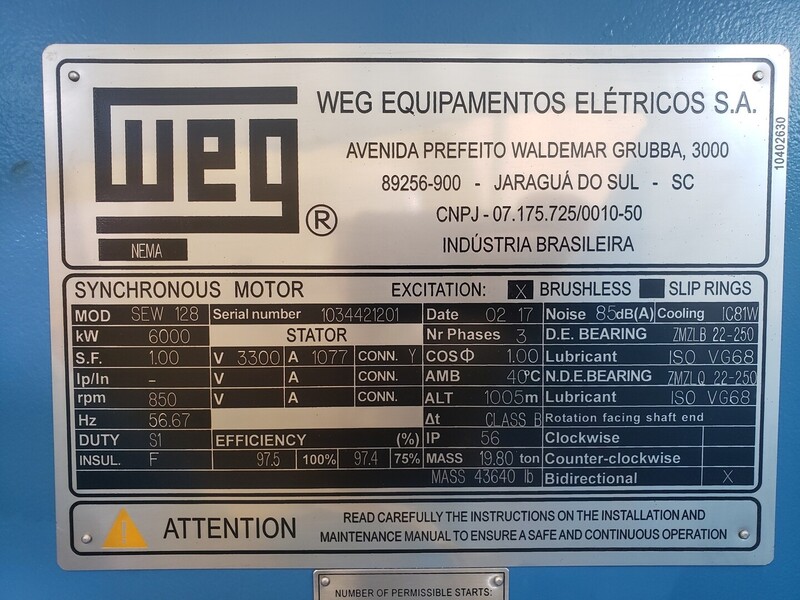 weg ®
NEMA
WEG EQUIPAMENTOS ELÉTRICOS S.A.
AVENIDA PREFEITO WALDEMAR GRUBBA, 3000
89256-900 - JARAGUÁ DO SUL - SC
CNPJ - 07.175.725/0010-50
INDÚSTRIA BRASILEIRA
10402630
SYNCHRONOUS MOTOR EXCITATION: X BRUSHLESS SLIP RINGS
MOD SEW 128 Serial number 1034421201 Date 02 17 Noise 85dB(A) Cooling IC81W
kW 6000 STATOR Nr Phases 3 D.E. BEARING ZMZLB 22-250
S.F. 1.00 V 3300 A 1077 CONN. Y COSΦ 1.00 Lubricant ISO VG68
Ip/In - V A CONN. AMB 40°C N.D.E.BEARING ZMZLQ 22-250
rpm 850 V A CONN. ALT 1005m Lubricant ISO VG68
Hz 56.67 Δt CLASS B Rotation facing shaft end
DUTY S1 EFFICIENCY (%) IP 56 Clockwise
INSUL. F 97.5 100% 97.4 75% MASS 19.80 ton Counter-clockwise
MASS 43640 lb Bidirectional X
ATTENTION
READ CAREFULLY THE INSTRUCTIONS ON THE INSTALLATION AND
MAINTENANCE MANUAL TO ENSURE A SAFE AND CONTINUOUS OPERATION
NUMBER OF PERMISSIBLE STARTS: